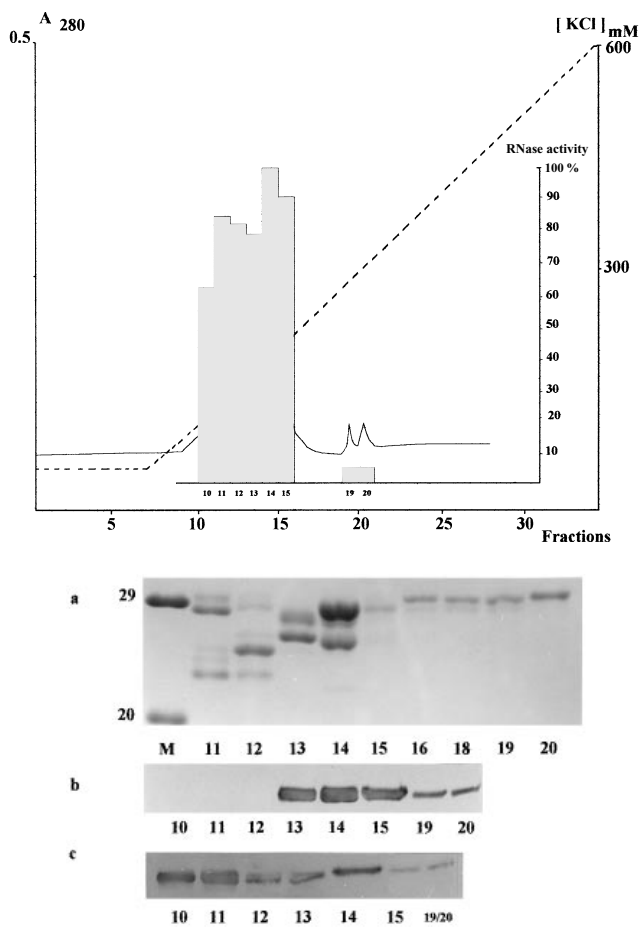 A 280
[ KCl ] mM
0.5
600
RNase activity
100 %
90
80
70
300
60
50
40
30
20
10
10 11 12 13 14 15 19 20
5 10 15 20 25 30
Fractions
a 29
20
M 11 12 13 14 15 16 18 19 20
b
10 11 12 13 14 15 19 20
c
10 11 12 13 14 15 19/20